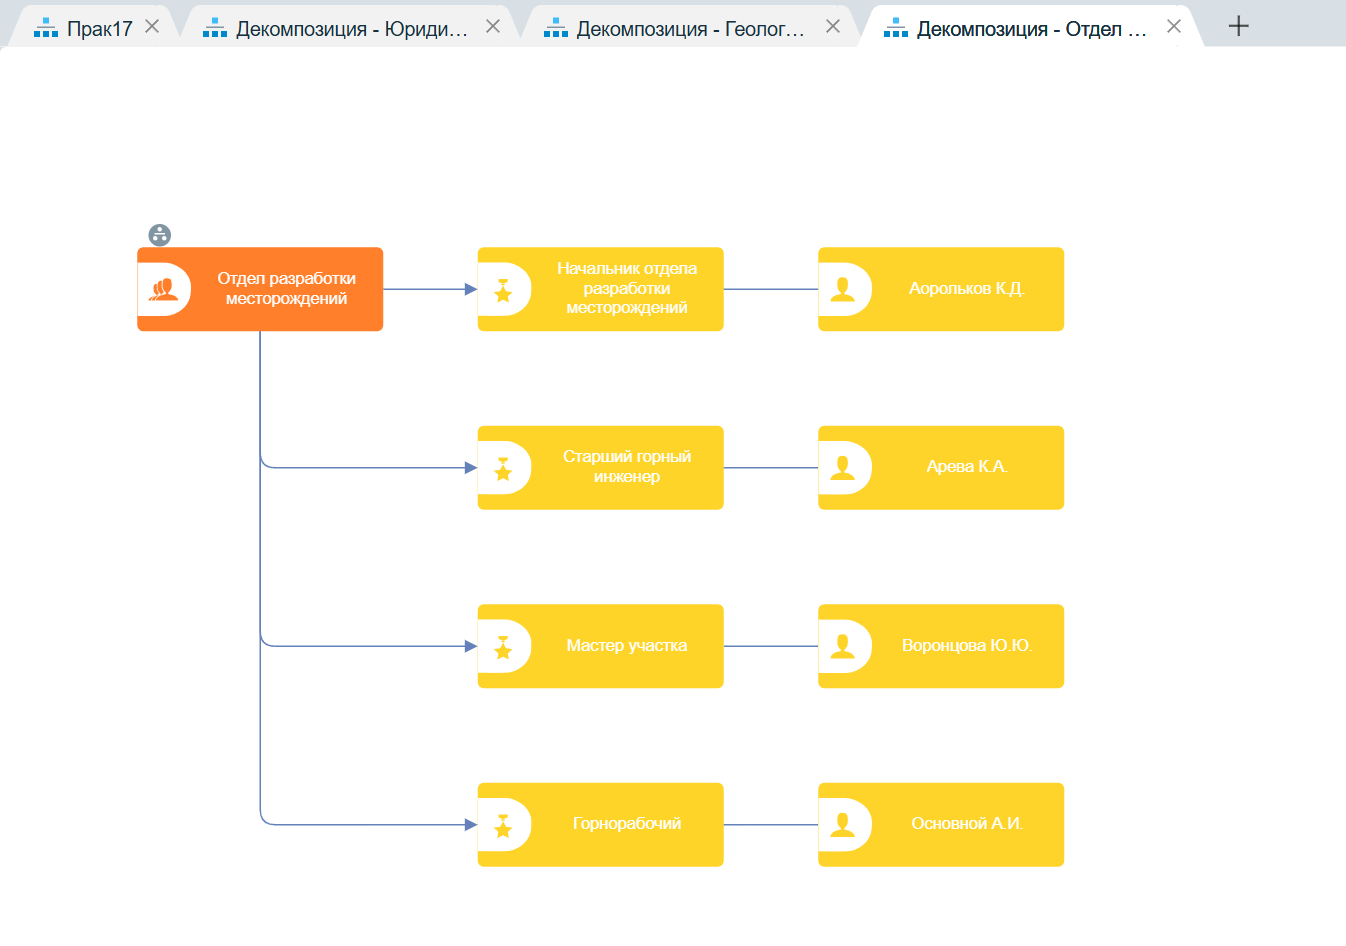 Прак17
Декомпозиция - Юриди...
Декомпозиция - Геолог...
Декомпозиция - Отдел ...
Отдел разработки
месторождений
Начальник отдела
разработки
месторождений
Аорольков К.Д.
Старший горный
инженер
Арева К.А.
Мастер участка
Воронцова Ю.Ю.
Горнорабочий
Основной А.И.